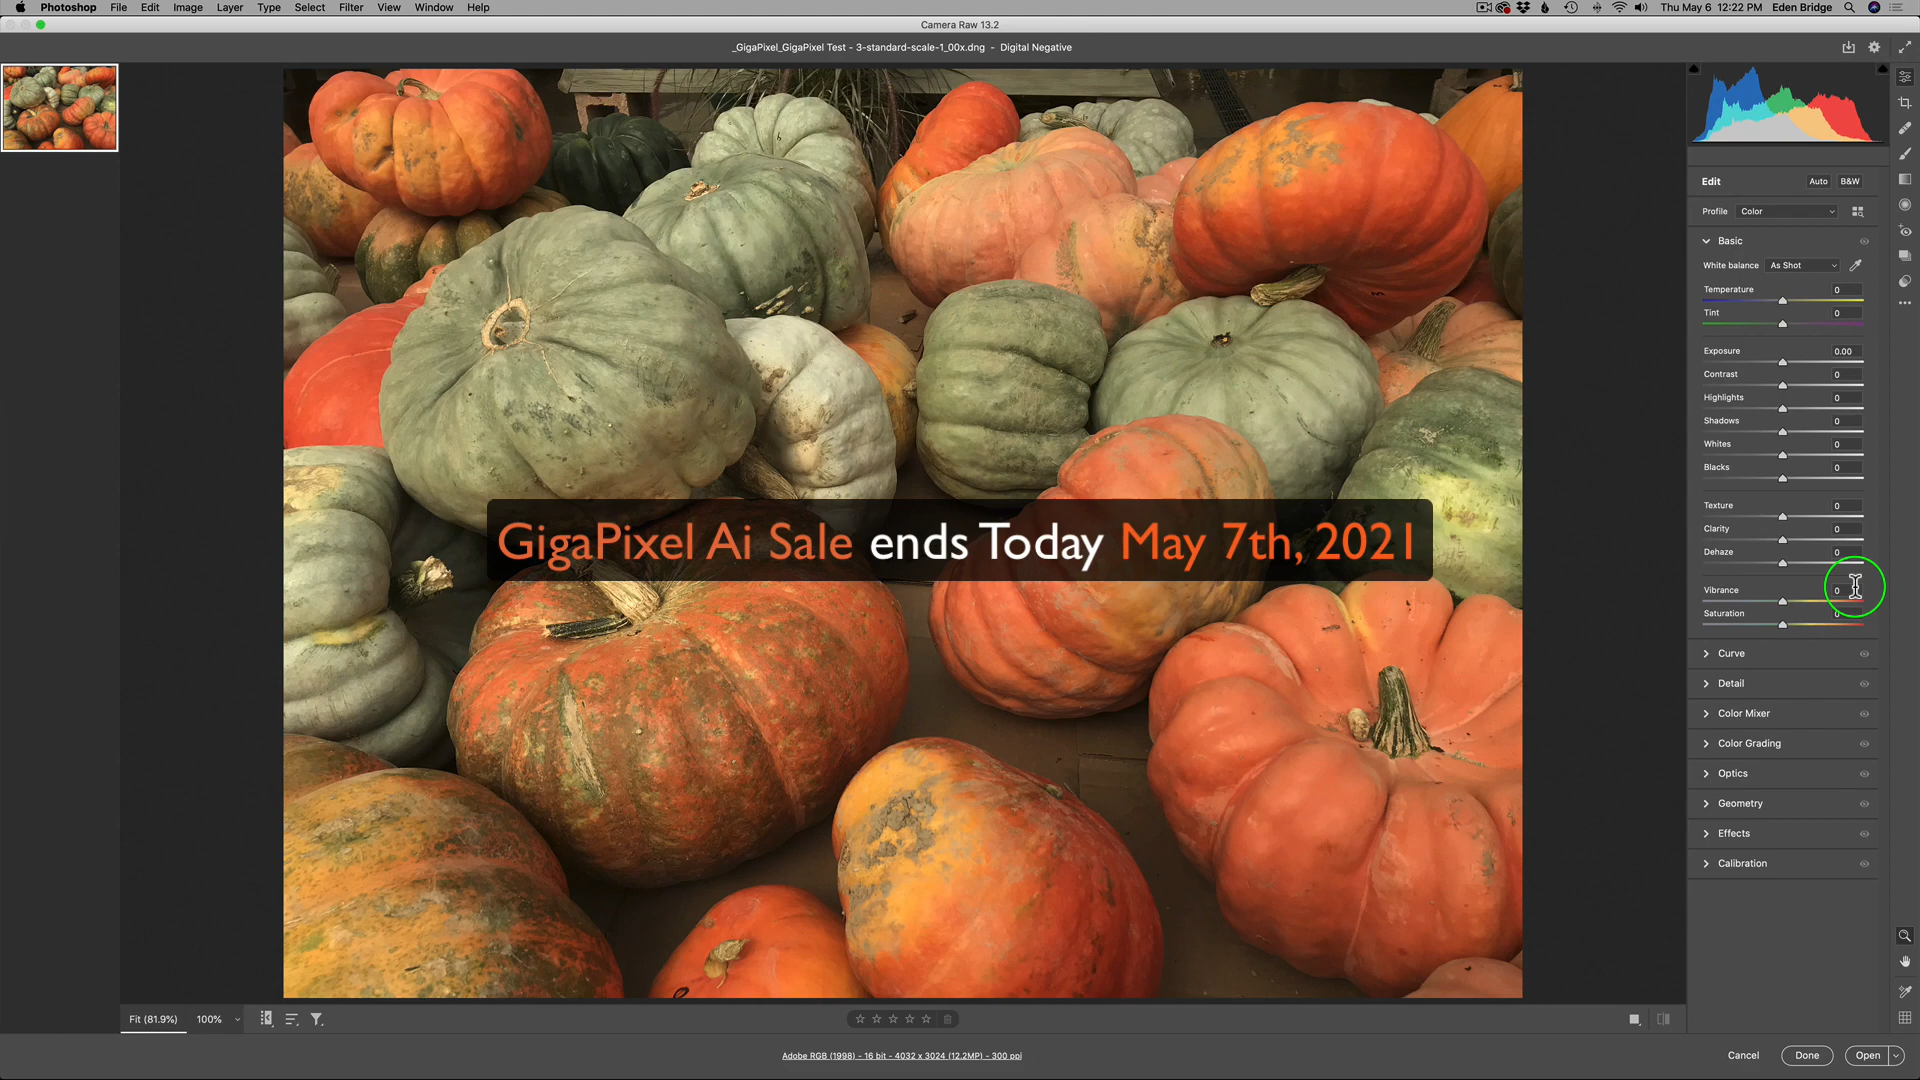 Photoshop File Edit Image Layer Type Select Filter View Window Help Thu May 6 12:22 PM Eden Bridge
Camera Raw 13.2
_GigaPixel_GigaPixel Test - 3-standard-scale-1_00x.dng - Digital Negative
Edit Auto B&W
Profile Color
Basic
White balance As Shot
Temperature 0
Tint 0
Exposure 0.00
Contrast 0
Highlights 0
Shadows 0
Whites 0
Blacks 0
Texture 0
Clarity 0
Dehaze 0
Vibrance 0
Saturation 0
GigaPixel Ai Sale ends Today May 7th, 2021
Curve
Detail
Color Mixer
Color Grading
Optics
Geometry
Effects
Calibration
Fit (81.9%) 100%
Adobe RGB (1998) - 16 bit - 4032 x 3024 (12.2MP) - 300 ppi
Cancel Done Open